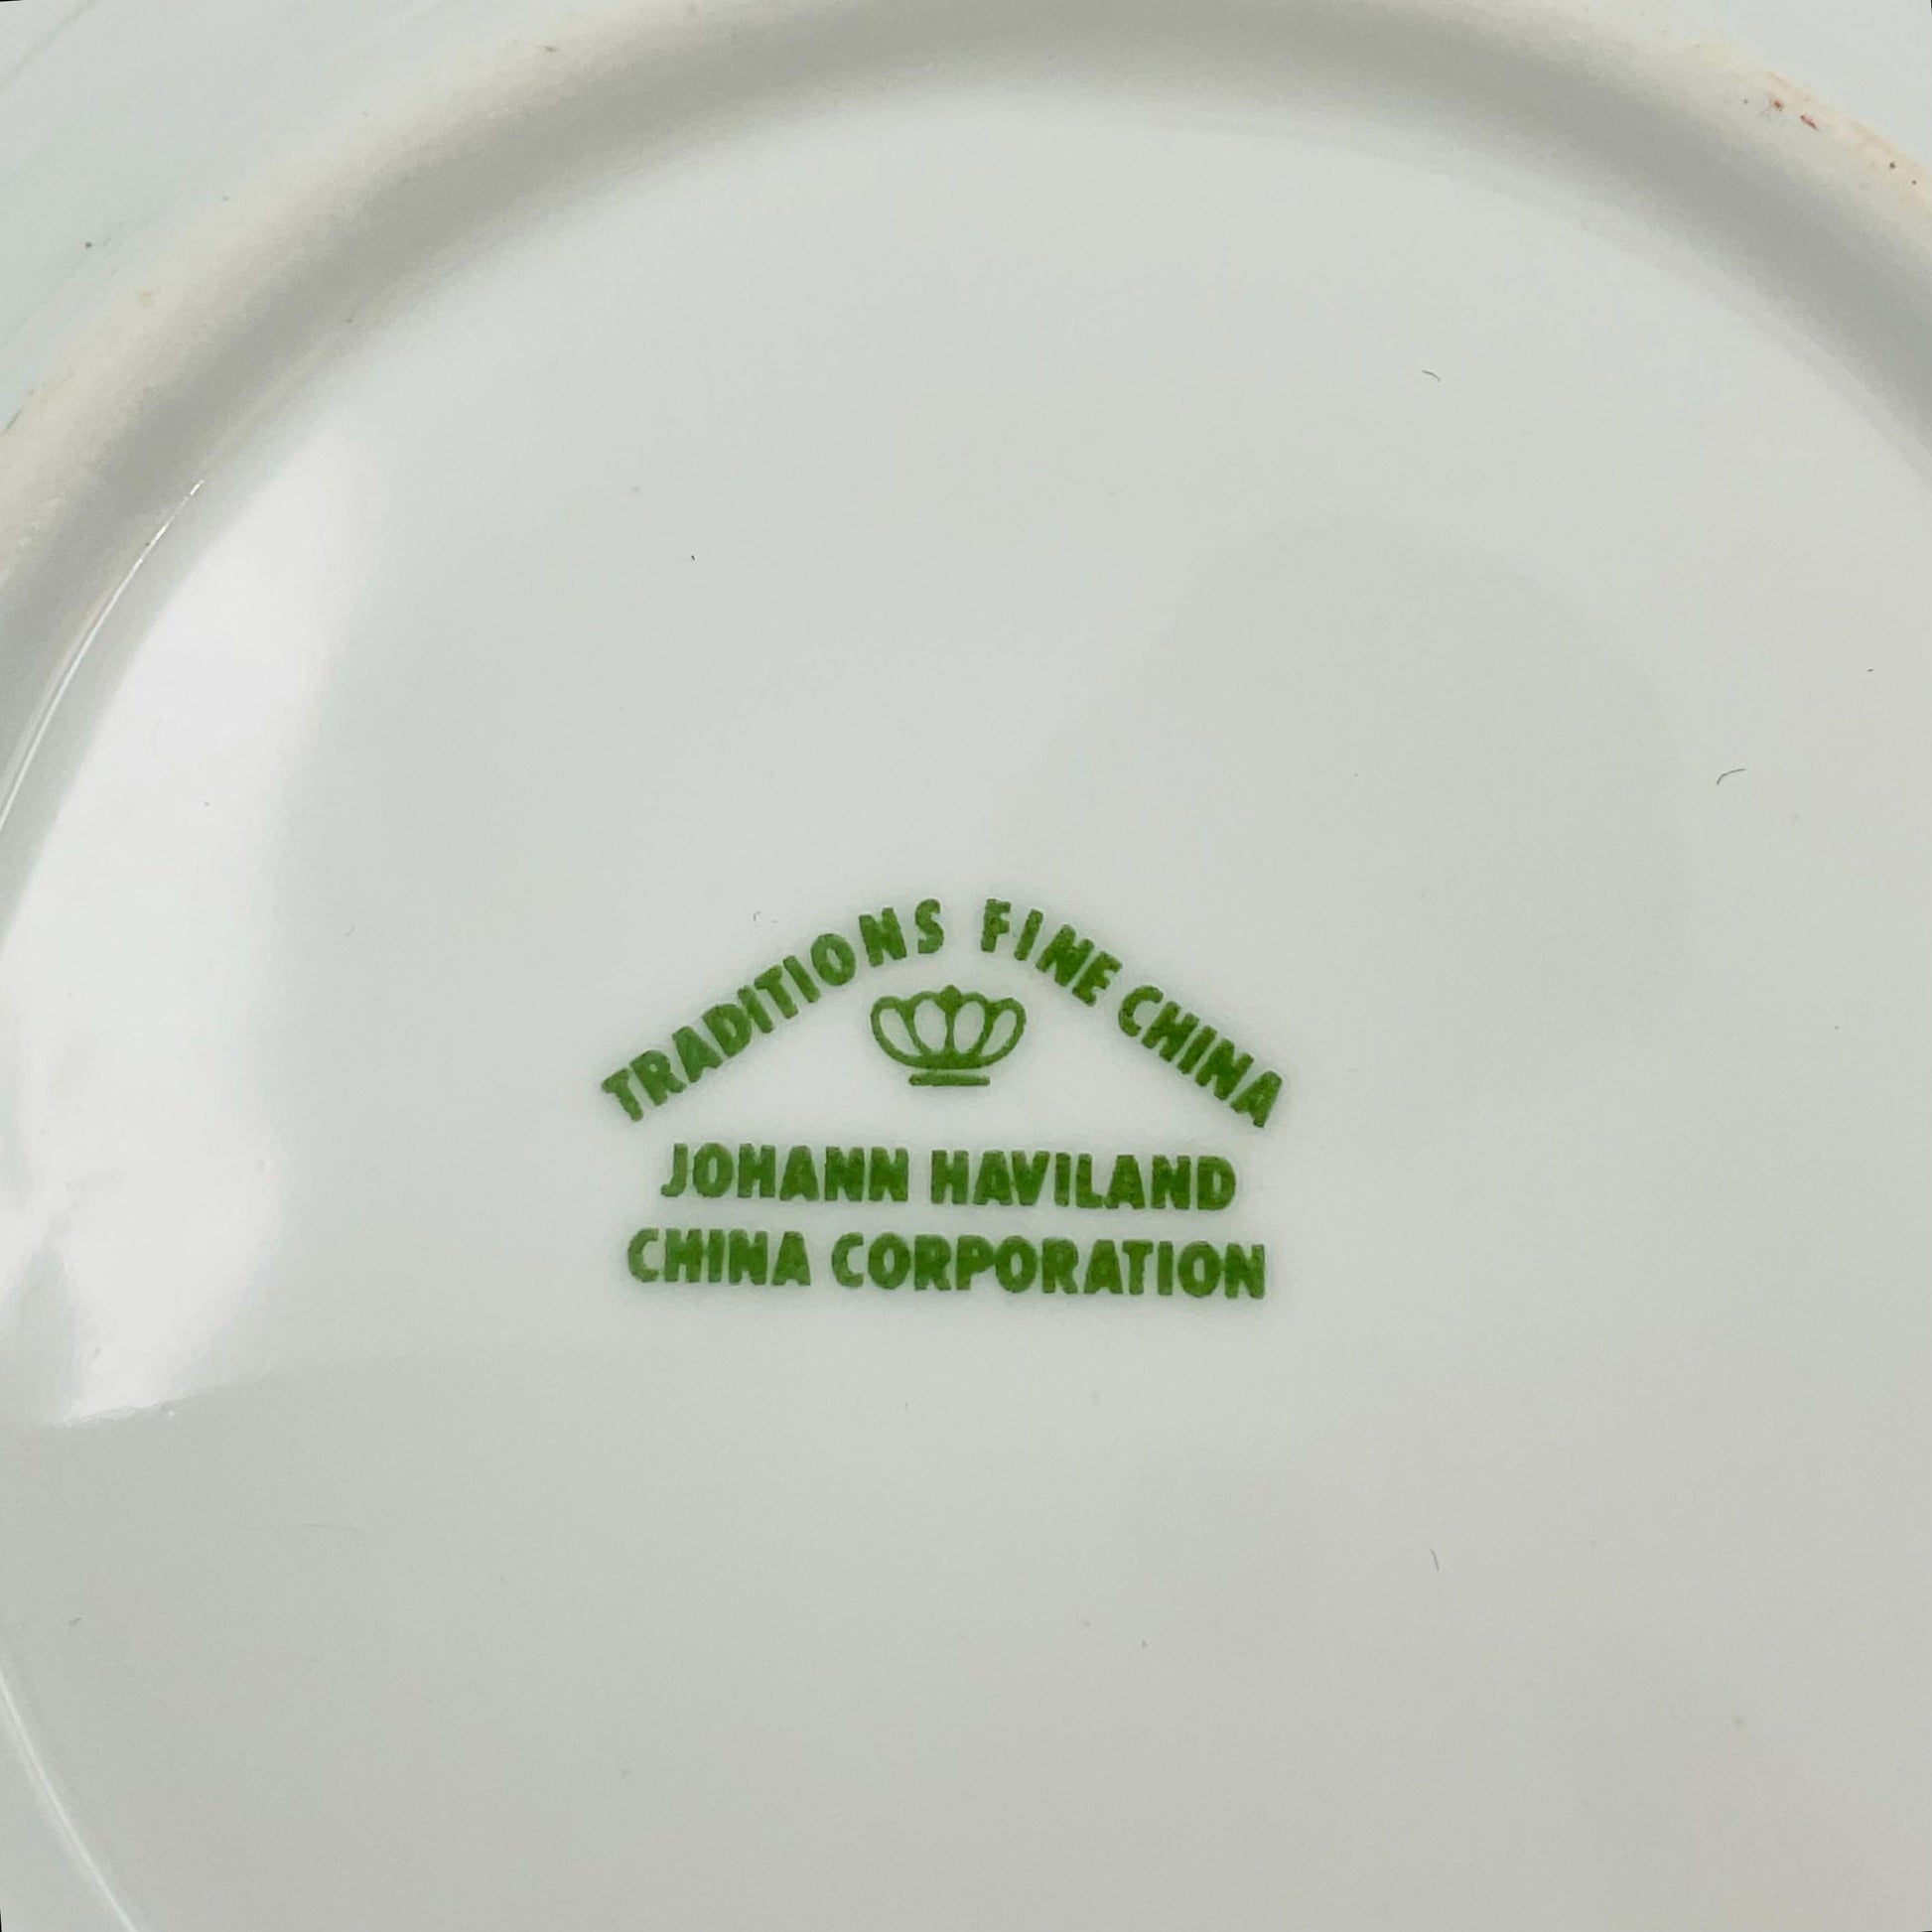 TRADITIONS FINE CHINA
JOHANN HAVILAND
CHINA CORPORATION